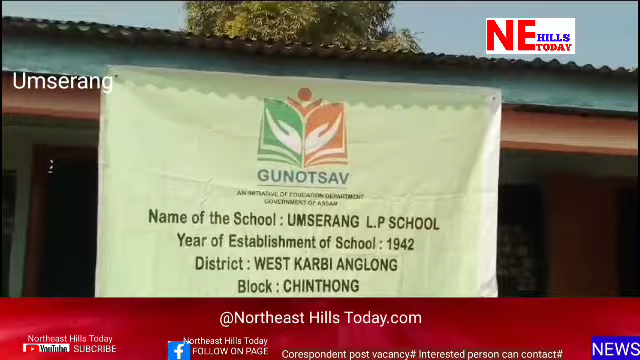 NE HILLS TODAY
Umserang
GUNOTSAV
AN INITIATIVE OF EDUCATION DEPARTMENT
GOVERNMENT OF ASSAM
Name of the School : UMSERANG L.P SCHOOL
Year of Establishment of School : 1942
District : WEST KARBI ANGLONG
Block : CHINTHONG
@Northeast Hills Today.com
Northeast Hills Today
YouTube SUBCRIBE
Northeast Hills Today
FOLLOW ON PAGE
Corespondent post vacancy# Interested person can contact#
NEWS